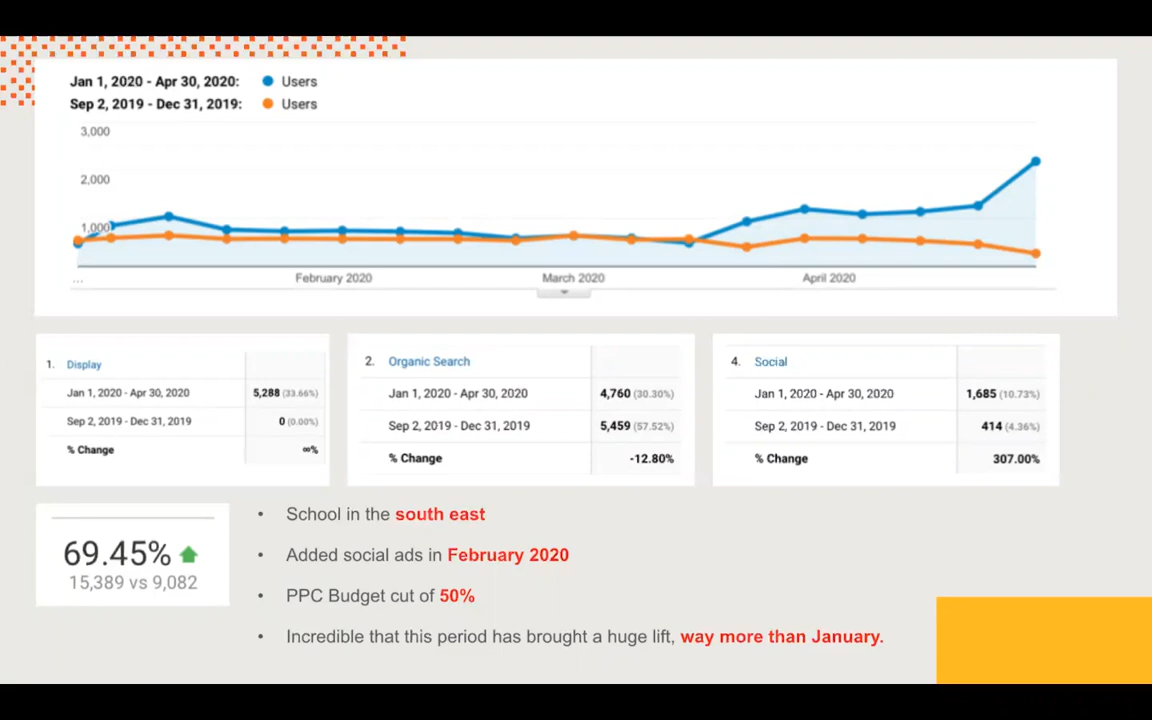 Jan 1, 2020 - Apr 30, 2020: Users
Sep 2, 2019 - Dec 31, 2019: Users
3,000
2,000
1,000
... February 2020 March 2020 April 2020
1. Display
Jan 1, 2020 - Apr 30, 2020 5,288 (33.66%)
Sep 2, 2019 - Dec 31, 2019 0 (0.00%)
% Change ∞%
2. Organic Search
Jan 1, 2020 - Apr 30, 2020 4,760 (30.30%)
Sep 2, 2019 - Dec 31, 2019 5,459 (57.52%)
% Change -12.80%
4. Social
Jan 1, 2020 - Apr 30, 2020 1,685 (10.73%)
Sep 2, 2019 - Dec 31, 2019 414 (4.36%)
% Change 307.00%
69.45%
15,389 vs 9,082
• School in the south east
• Added social ads in February 2020
• PPC Budget cut of 50%
• Incredible that this period has brought a huge lift, way more than January.